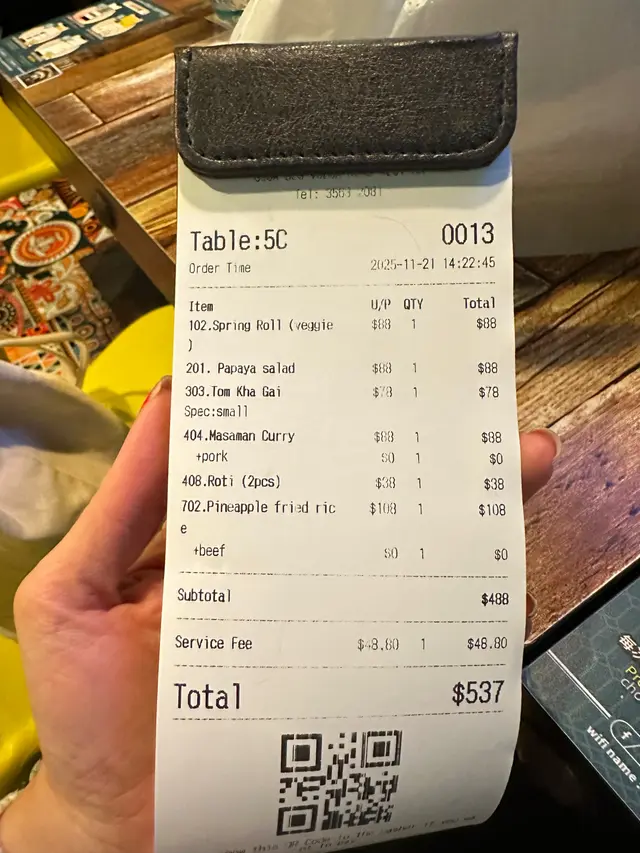 Tel: 3563 2081
Table:5C 0013
Order Time 2025-11-21 14:22:45
Item U/P QTY Total
102.Spring Roll (veggie $88 1 $88
)
201. Papaya salad $88 1 $88
303.Tom Kha Gai $78 1 $78
Spec:small
404.Masaman Curry $88 1 $88
+pork $0 1 $0
408.Roti (2pcs) $38 1 $38
702.Pineapple fried ric $108 1 $108
e
+beef $0 1 $0
Subtotal $488
Service Fee $48.80 1 $48.80
Total $537
wifi name